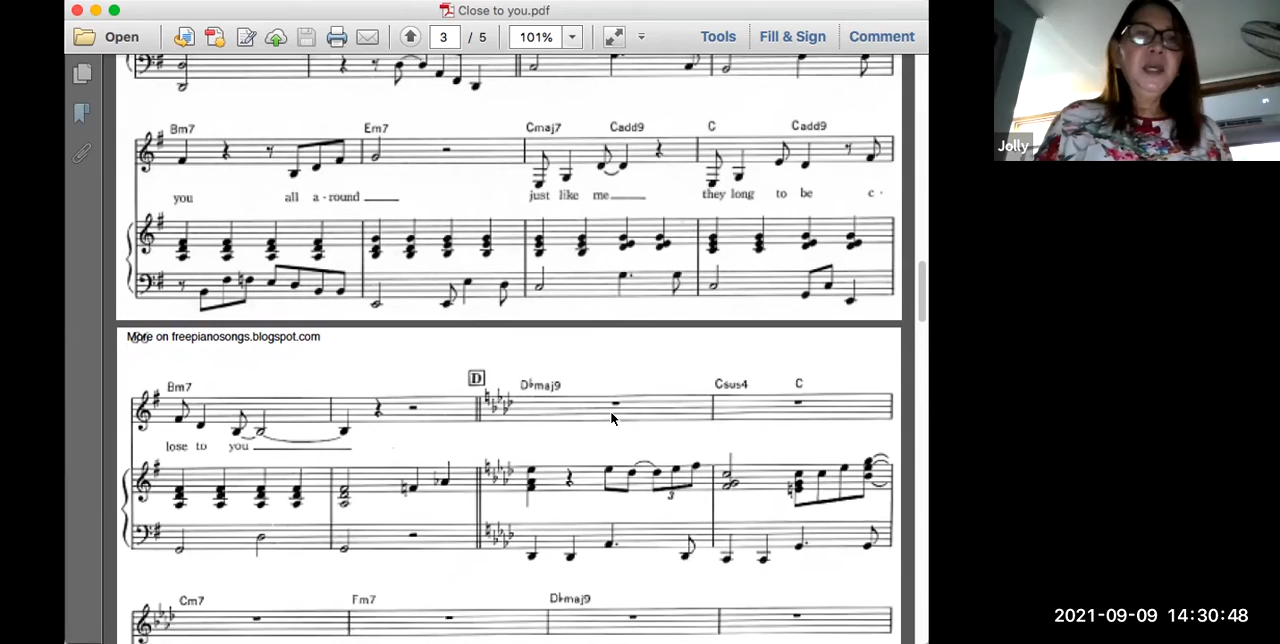 Close to you.pdf
Open
3 / 5
101%
Tools
Fill & Sign
Comment
Bm7 Em7 Cmaj7 Cadd9 C Cadd9
you all a-round just like me they long to be c-
More on freepianosongs.blogspot.com
Bm7 D D♭maj9 Csus4 C
lose to you
3
Cm7 Fm7 D♭maj9
Jolly
2021-09-09 14:30:48